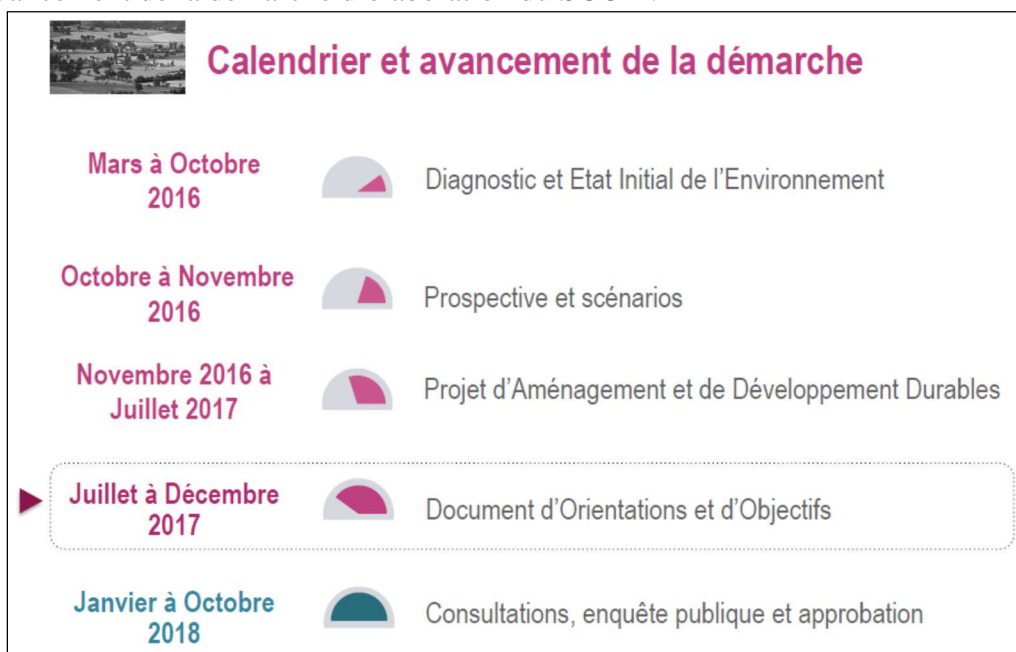 Calendrier et avancement de la démarche
Mars à Octobre
2016
Diagnostic et Etat Initial de l'Environnement
Octobre à Novembre
2016
Prospective et scénarios
Novembre 2016 à
Juillet 2017
Projet d'Aménagement et de Développement Durables
Juillet à Décembre
2017
Document d'Orientations et d'Objectifs
Janvier à Octobre
2018
Consultations, enquête publique et approbation